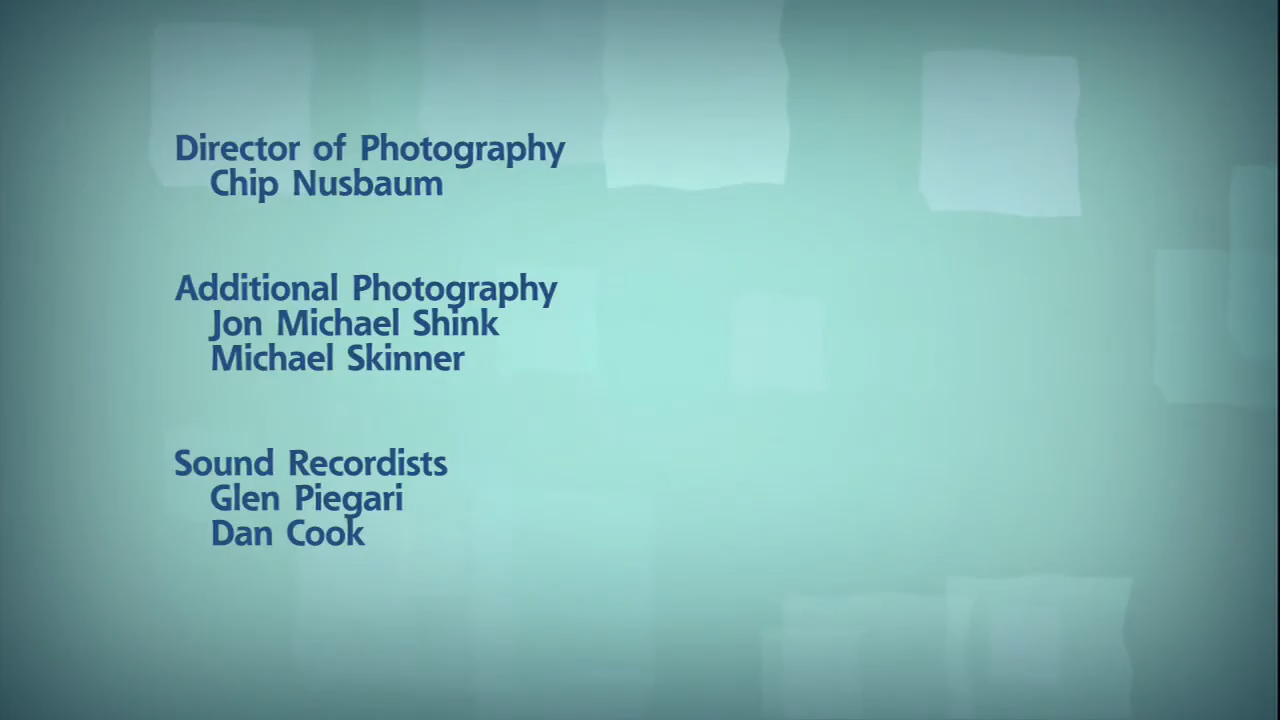 Director of Photography
Chip Nusbaum
Additional Photography
Jon Michael Shink
Michael Skinner
Sound Recordists
Glen Piegari
Dan Cook